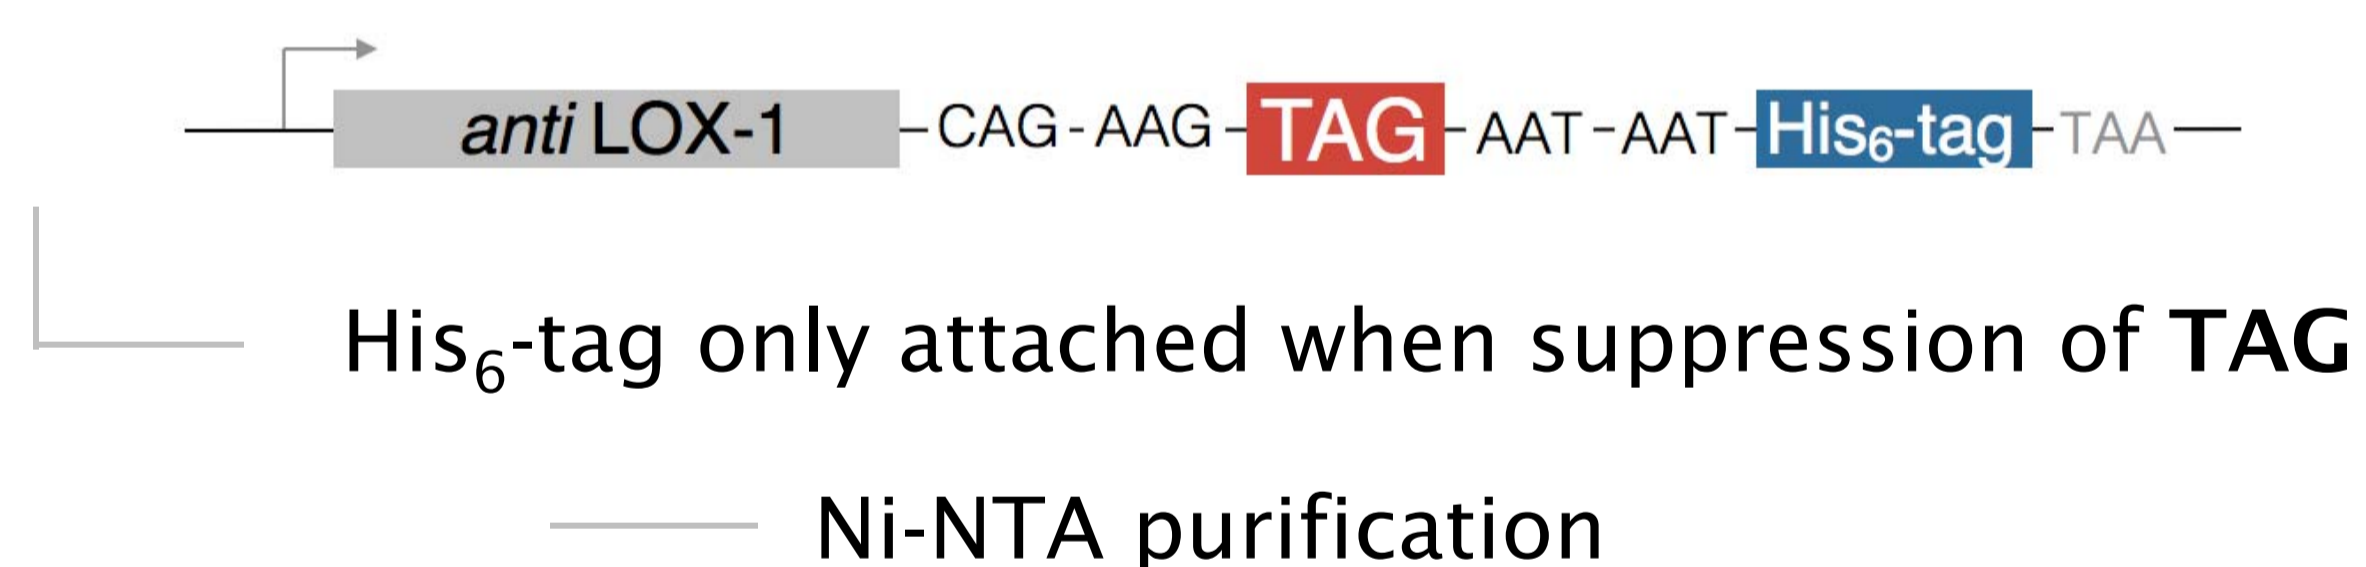 anti LOX-1 –CAG-AAG–TAG–AAT–AAT–His₆-tag–TAA
His₆-tag only attached when suppression of TAG
Ni-NTA purification